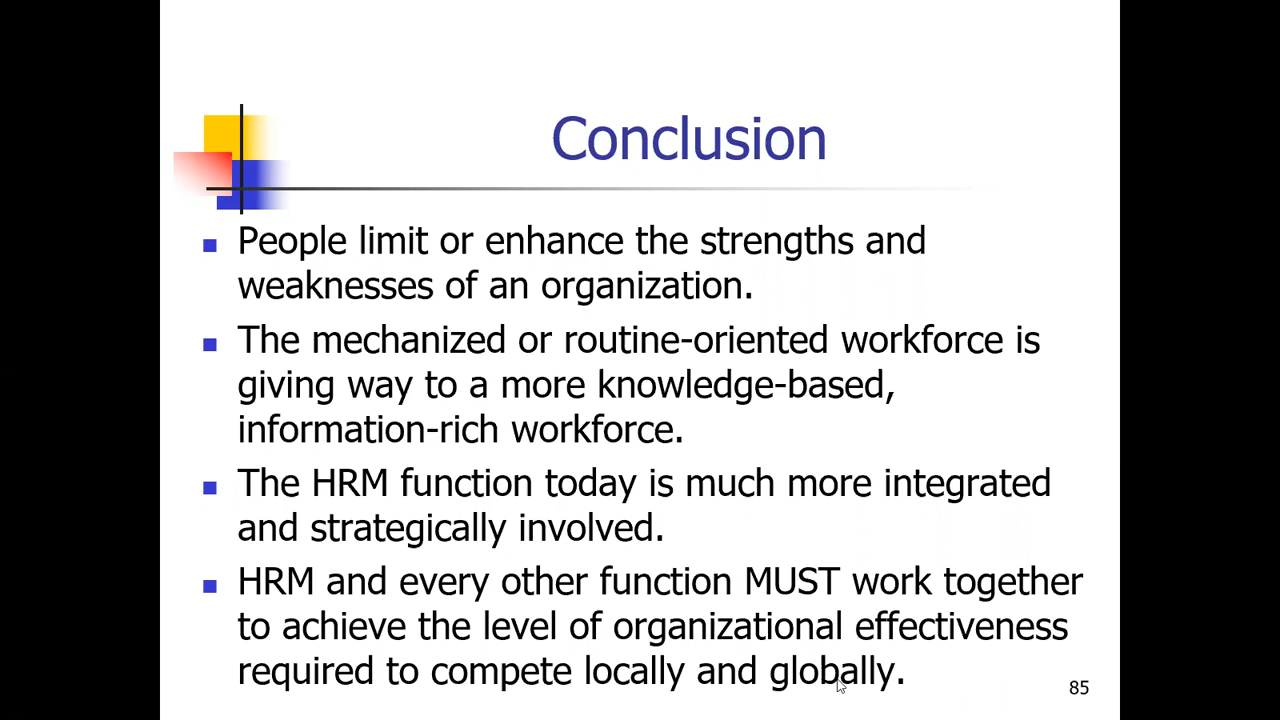 Conclusion
People limit or enhance the strengths and
weaknesses of an organization.
The mechanized or routine-oriented workforce is
giving way to a more knowledge-based,
information-rich workforce.
The HRM function today is much more integrated
and strategically involved.
HRM and every other function MUST work together
to achieve the level of organizational effectiveness
required to compete locally and globally.
85